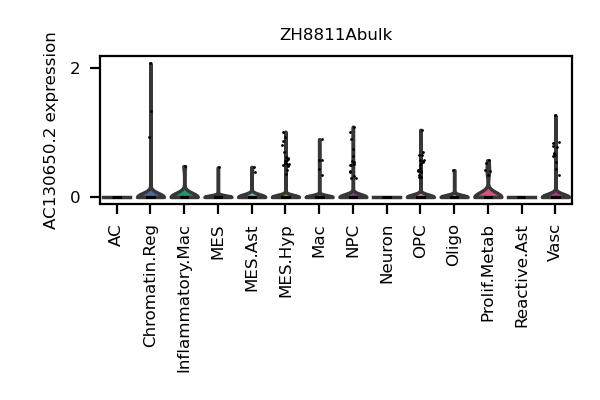 ZH8811Abulk
AC130650.2 expression
2
0
AC
Chromatin.Reg
Inflammatory.Mac
MES
MES.Ast
MES.Hyp
Mac
NPC
Neuron
OPC
Oligo
Prolif.Metab
Reactive.Ast
Vasc